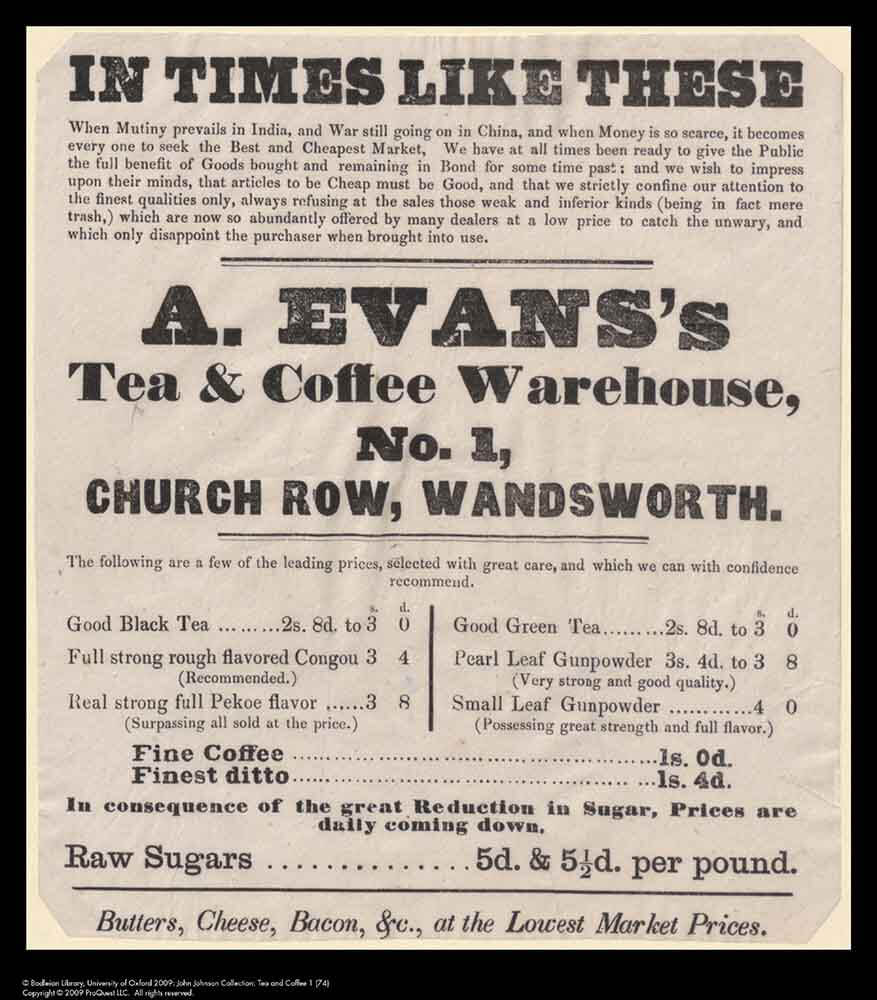 IN TIMES LIKE THESE
When Mutiny prevails in India, and War still going on in China, and when Money is so scarce, it becomes
every one to seek the Best and Cheapest Market, We have at all times been ready to give the Public
the full benefit of Goods bought and remaining in Bond for some time past: and we wish to impress
upon their minds, that articles to be Cheap must be Good, and that we strictly confine our attention to
the finest qualities only, always refusing at the sales those weak and inferior kinds (being in fact mere
trash,) which are now so abundantly offered by many dealers at a low price to catch the unwary, and
which only disappoint the purchaser when brought into use.
A. EVANS's
Tea & Coffee Warehouse,
No. 1,
CHURCH ROW, WANDSWORTH.
The following are a few of the leading prices, selected with great care, and which we can with confidence
recommend.
s. d.
Good Black Tea .........2s. 8d. to 3 0
Full strong rough flavored Congou 3 4
(Recommended.)
Real strong full Pekoe flavor ......3 8
(Surpassing all sold at the price.)
s. d.
Good Green Tea.........2s. 8d. to 3 0
Pearl Leaf Gunpowder 3s. 4d. to 3 8
(Very strong and good quality.)
Small Leaf Gunpowder ............4 0
(Possessing great strength and full flavor.)
Fine Coffee ......................................................1s. 0d.
Finest ditto......................................................1s. 4d.
In consequence of the great Reduction in Sugar, Prices are
daily coming down.
Raw Sugars ..............5d. & 5½d. per pound.
Butters, Cheese, Bacon, &c., at the Lowest Market Prices.
© Bodleian Library, University of Oxford 2009: John Johnson Collection: Tea and Coffee 1 (74)
Copyright © 2009 ProQuest LLC. All rights reserved.